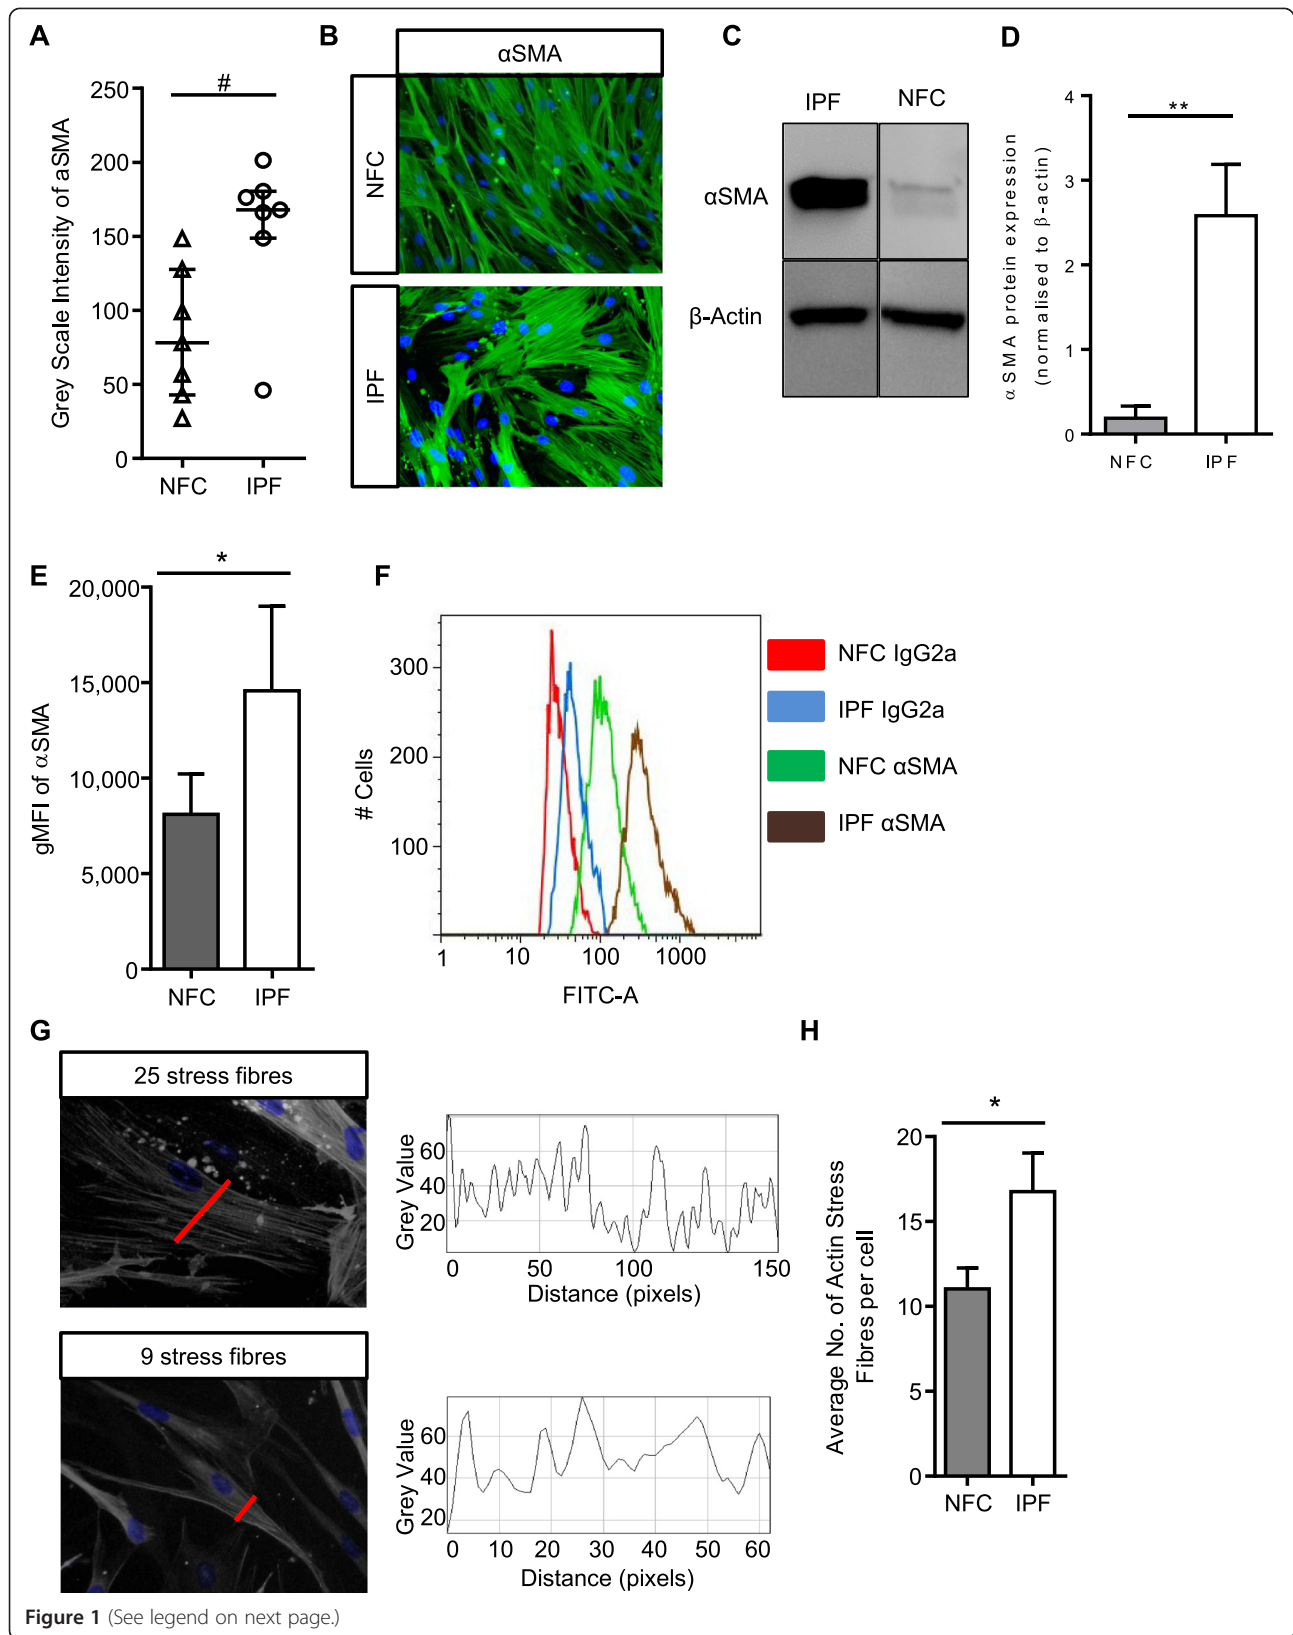 A
#
Grey Scale Intensity of aSMA
250
200
150
100
50
0
NFC
IPF
B
αSMA
NFC
IPF
C
IPF
NFC
αSMA
β-Actin
D
**
αSMA protein expression
(normalised to β-actin)
4
3
2
1
0
NFC
IPF
E
*
gMFI of αSMA
20,000
15,000
10,000
5,000
0
NFC
IPF
F
# Cells
300
200
100
1
10
100
1000
FITC-A
NFC IgG2a
IPF IgG2a
NFC αSMA
IPF αSMA
G
25 stress fibres
Grey Value
60
40
20
0
50
100
150
Distance (pixels)
9 stress fibres
Grey Value
60
40
20
0
10
20
30
40
50
60
Distance (pixels)
H
*
Average No. of Actin Stress
Fibres per cell
20
15
10
5
0
NFC
IPF
Figure 1 (See legend on next page.)